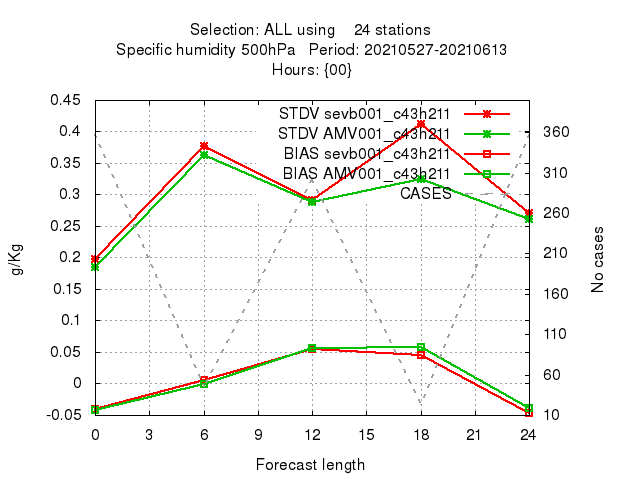 Selection: ALL using    24 stations
Specific humidity 500hPa   Period: 20210527-20210613
Hours: {00}
STDV sevb001_c43h211
STDV AMV001_c43h211
BIAS sevb001_c43h211
BIAS AMV001_c43h211
CASES
0.45
0.4
0.35
0.3
0.25
0.2
0.15
0.1
0.05
0
-0.05
g/Kg
360
310
260
210
160
110
60
10
No cases
0 3 6 9 12 15 18 21 24
Forecast length